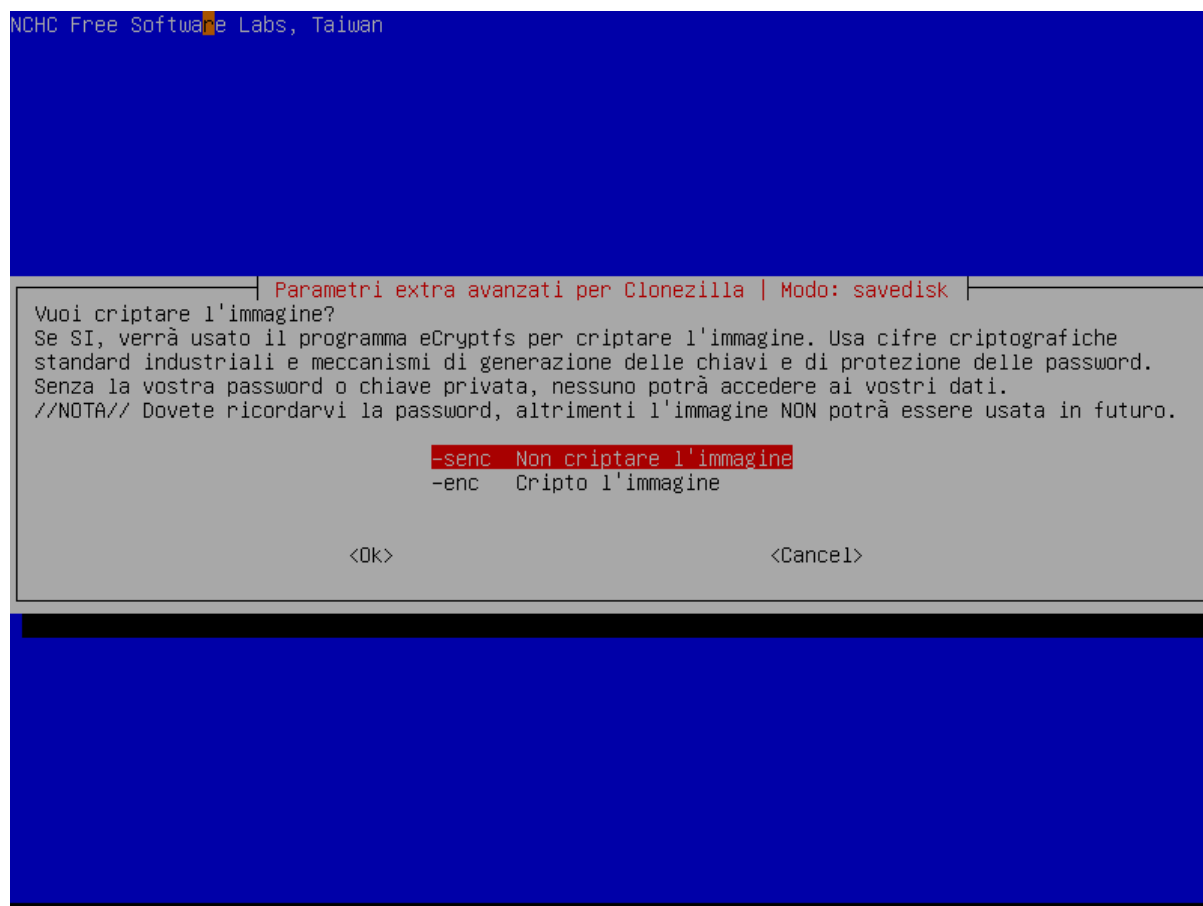 NCHC Free Software Labs, Taiwan
Parametri extra avanzati per Clonezilla | Modo: savedisk
Vuoi criptare l'immagine?
Se SI, verrà usato il programma eCryptfs per criptare l'immagine. Usa cifre criptografiche
standard industriali e meccanismi di generazione delle chiavi e di protezione delle password.
Senza la vostra password o chiave privata, nessuno potrà accedere ai vostri dati.
//NOTA// Dovete ricordarvi la password, altrimenti l'immagine NON potrà essere usata in futuro.
-senc Non criptare l'immagine
-enc Cripto l'immagine
<Ok> <Cancel>